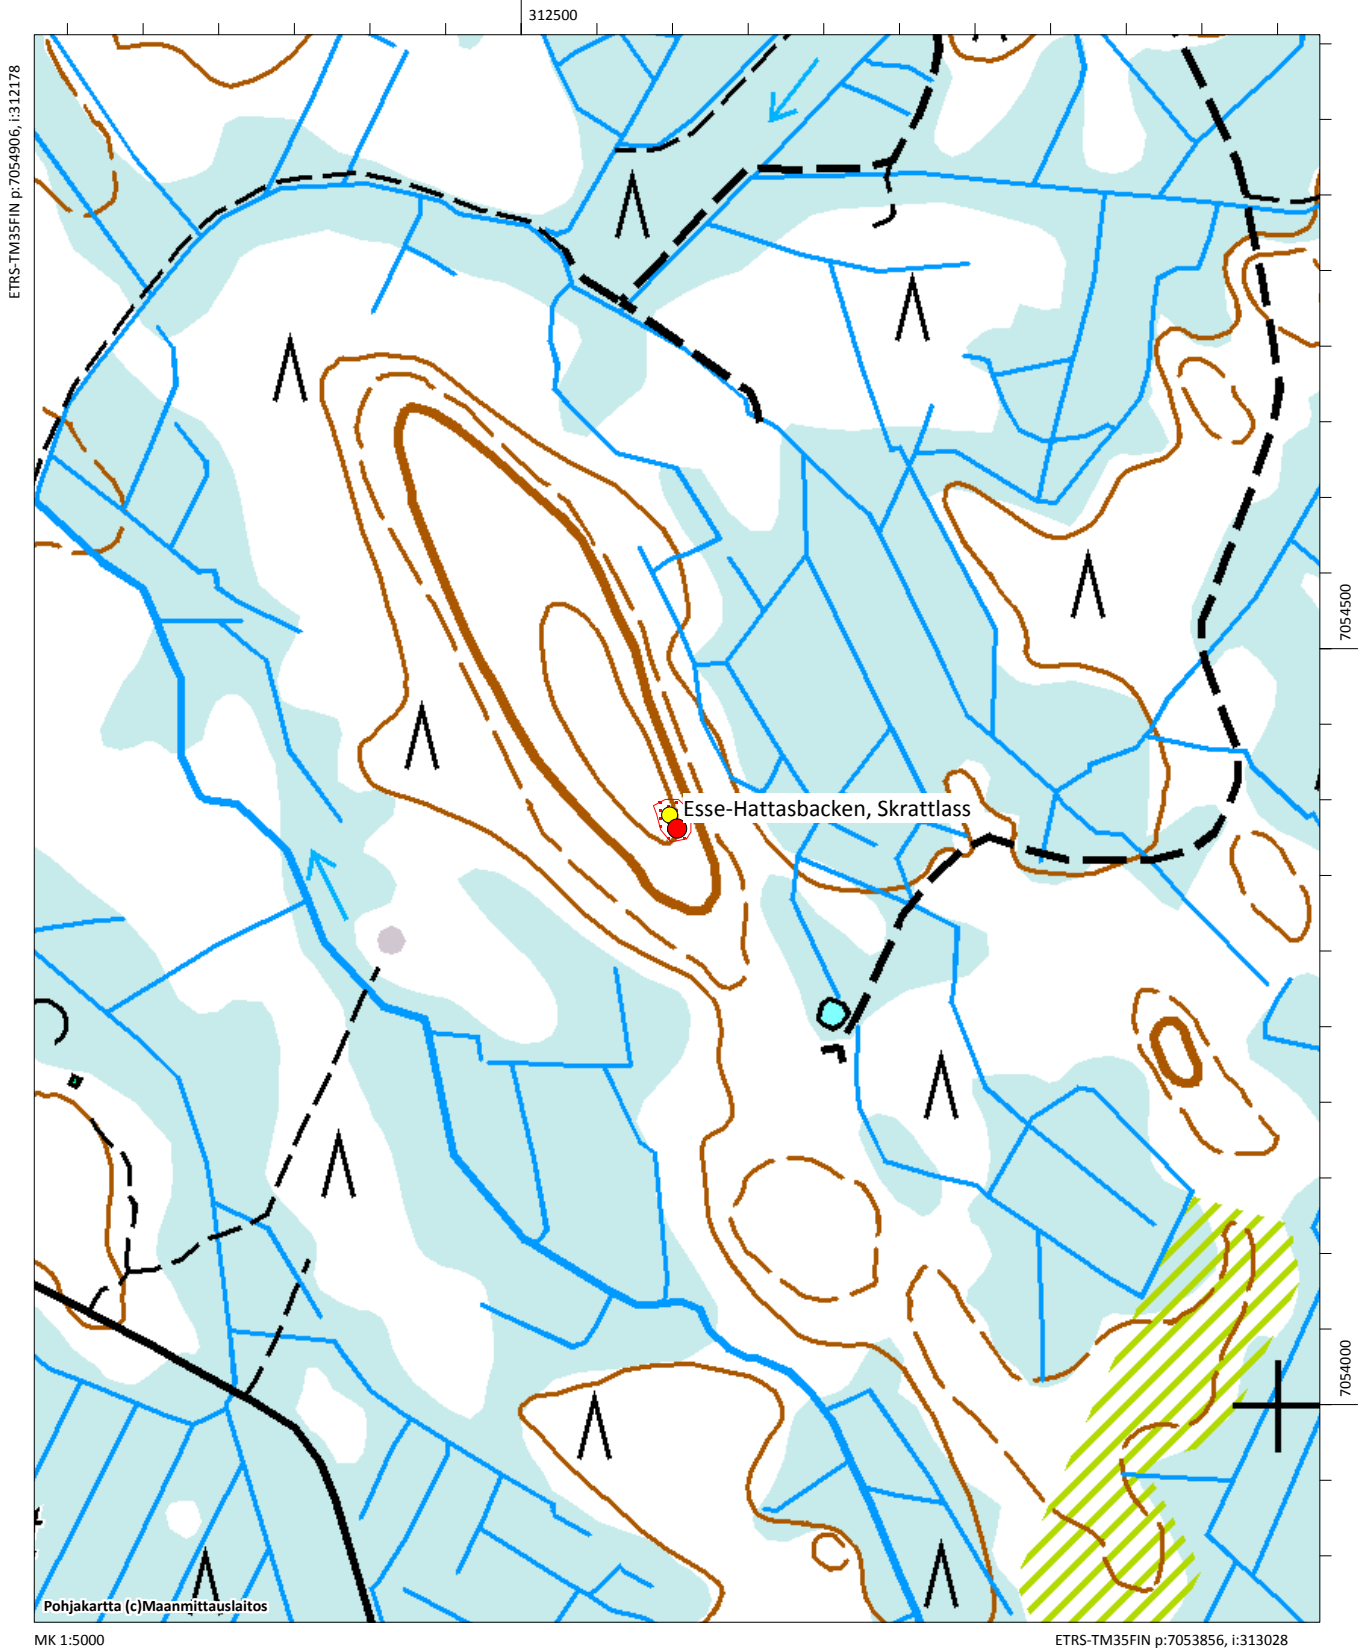 312500
ETRS-TM35FIN p:7054906, i:312178
7054500
Esse-Hattasbacken, Skrattlass
7054000
Pohjakartta (c)Maanmittauslaitos
MK 1:5000
ETRS-TM35FIN p:7053856, i:313028